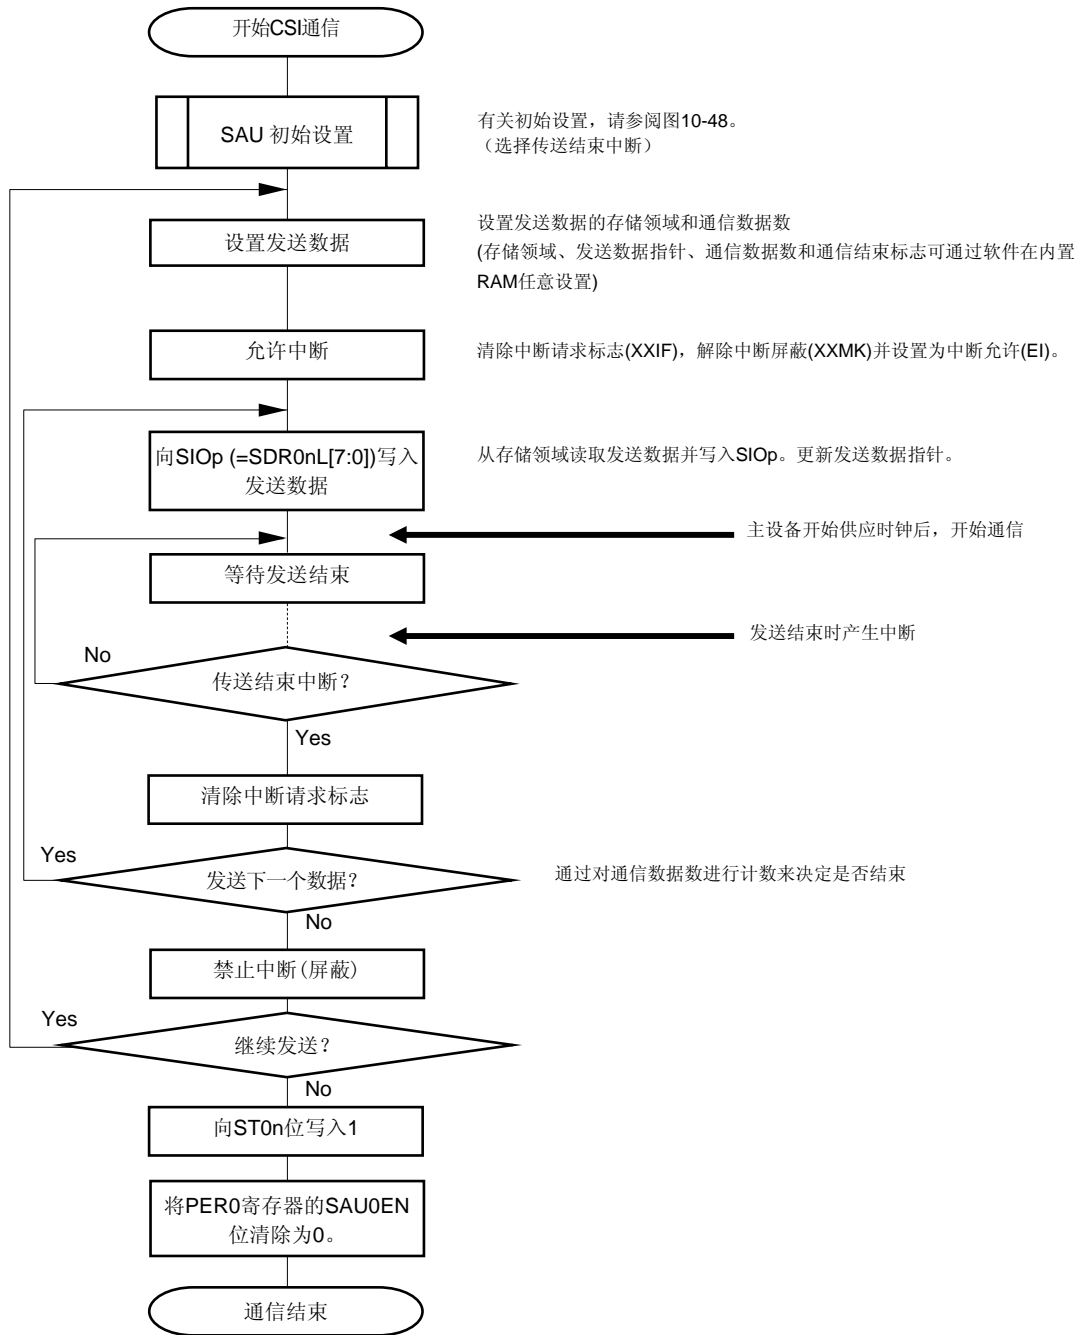 开始CSI通信
SAU 初始设置
有关初始设置，请参阅图10-48。
（选择传送结束中断）
设置发送数据
设置发送数据的存储领域和通信数据数
(存储领域、发送数据指针、通信数据数和通信结束标志可通过软件在内置
RAM任意设置)
允许中断
清除中断请求标志(XXIF)，解除中断屏蔽(XXMK)并设置为中断允许(EI)。
向SIOp (=SDR0nL[7:0])写入
发送数据
从存储领域读取发送数据并写入SIOp。更新发送数据指针。
主设备开始供应时钟后，开始通信
等待发送结束
发送结束时产生中断
No
传送结束中断？
Yes
清除中断请求标志
Yes
发送下一个数据？
通过对通信数据数进行计数来决定是否结束
No
禁止中断(屏蔽)
Yes
继续发送？
No
向ST0n位写入1
将PER0寄存器的SAU0EN
位清除为0。
通信结束